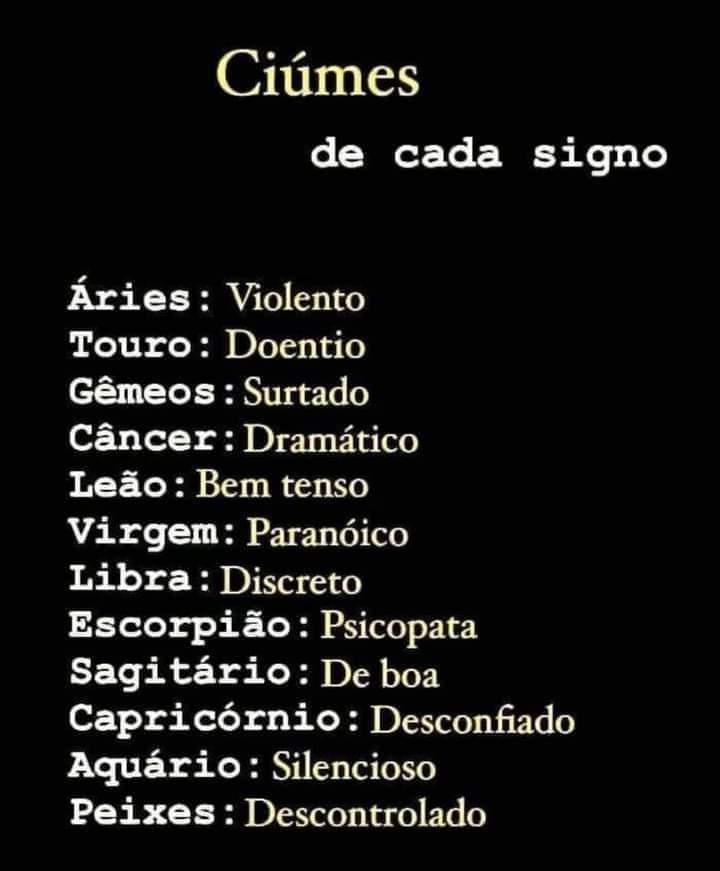 Ciúmes
de cada signo
Áries: Violento
Touro: Doentio
Gêmeos: Surtado
Câncer: Dramático
Leão: Bem tenso
Virgem: Paranóico
Libra: Discreto
Escorpião: Psicopata
Sagitário: De boa
Capricórnio: Desconfiado
Aquário: Silencioso
Peixes: Descontrolado